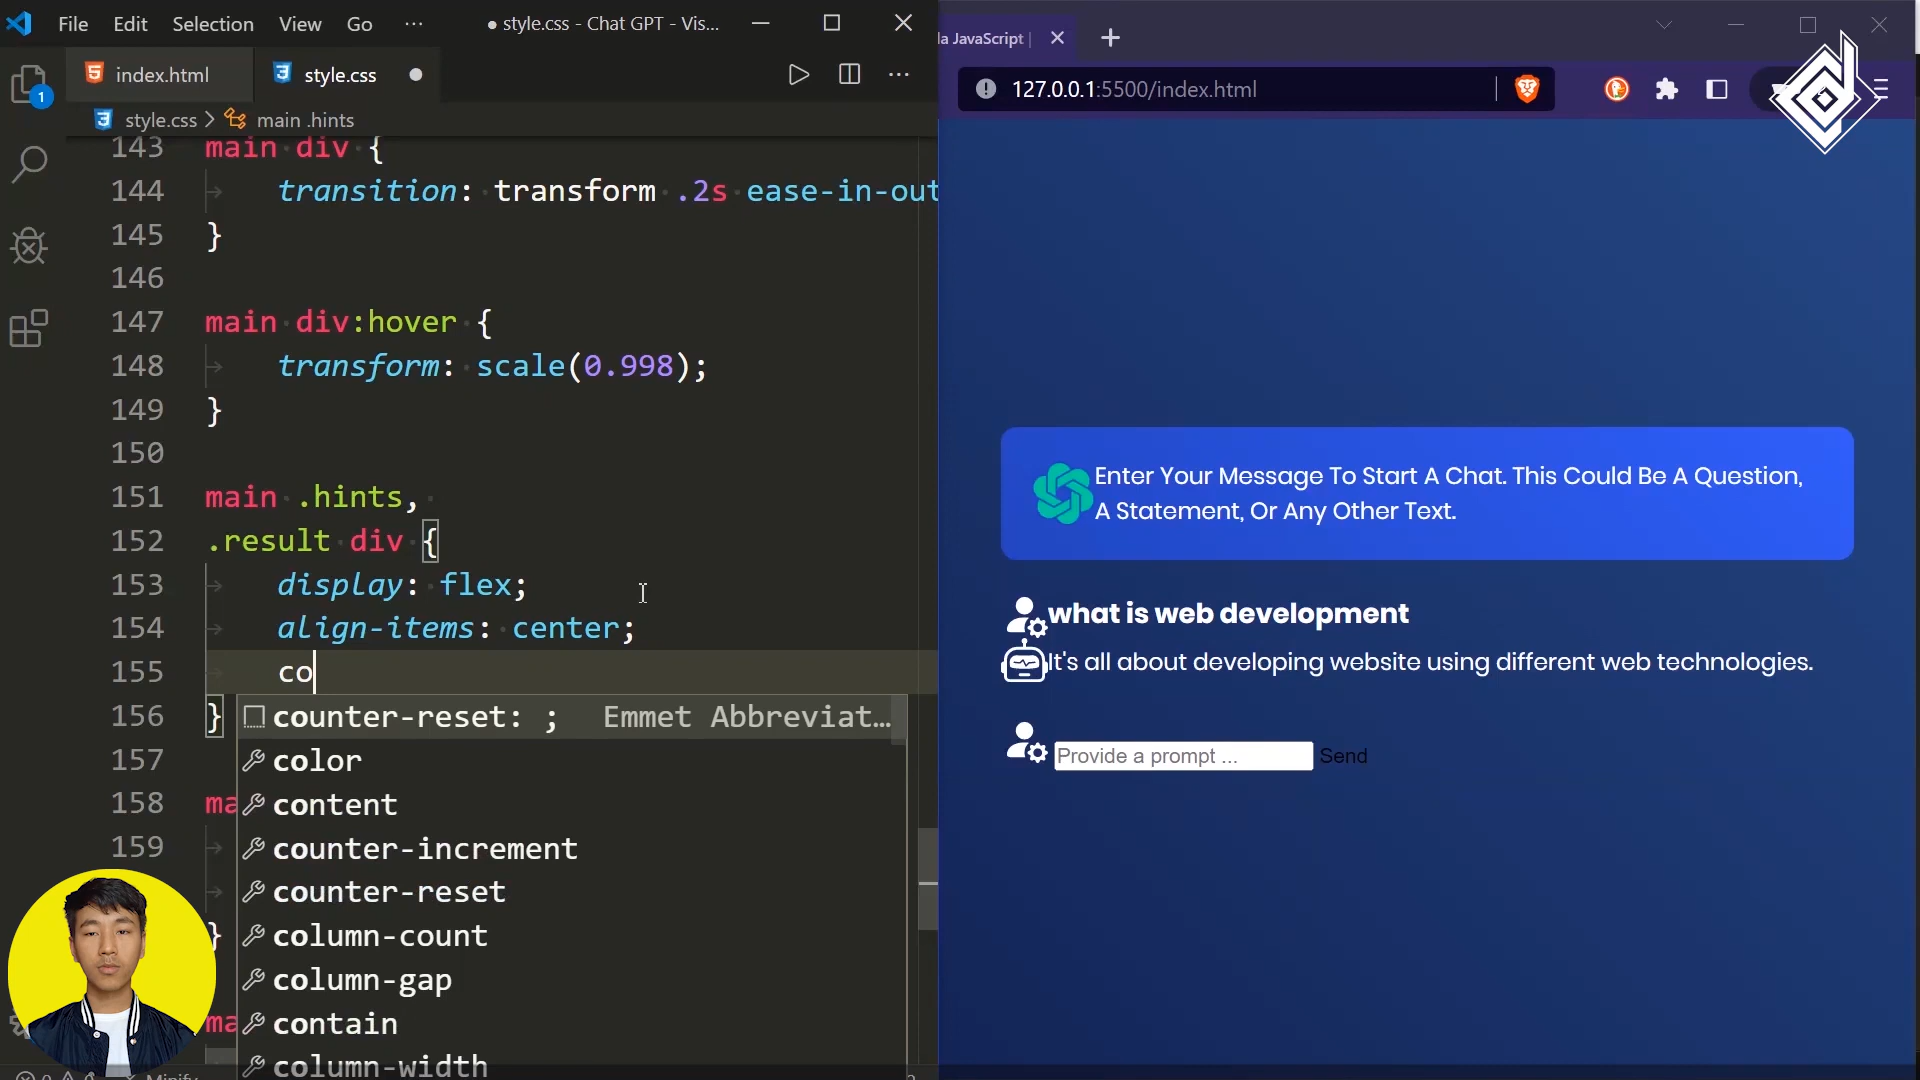 File Edit Selection View Go ···
● style.css - Chat GPT - Vis...
index.html
style.css
style.css > main .hints
1
143 main div {
144 transition: transform .2s ease-in-out
145 }
146
147 main div:hover {
148 transform: scale(0.998);
149 }
150
151 main .hints,
152 .result div {
153 display: flex;
154 align-items: center;
155 co
156 }
counter-reset: ; Emmet Abbreviat...
157
color
158 ma
content
159
counter-increment
counter-reset
column-count
column-gap
ma
contain
column-width
Minify
la JavaScript |
127.0.0.1:5500/index.html
Enter Your Message To Start A Chat. This Could Be A Question,
A Statement, Or Any Other Text.
what is web development
It's all about developing website using different web technologies.
Provide a prompt ... Send